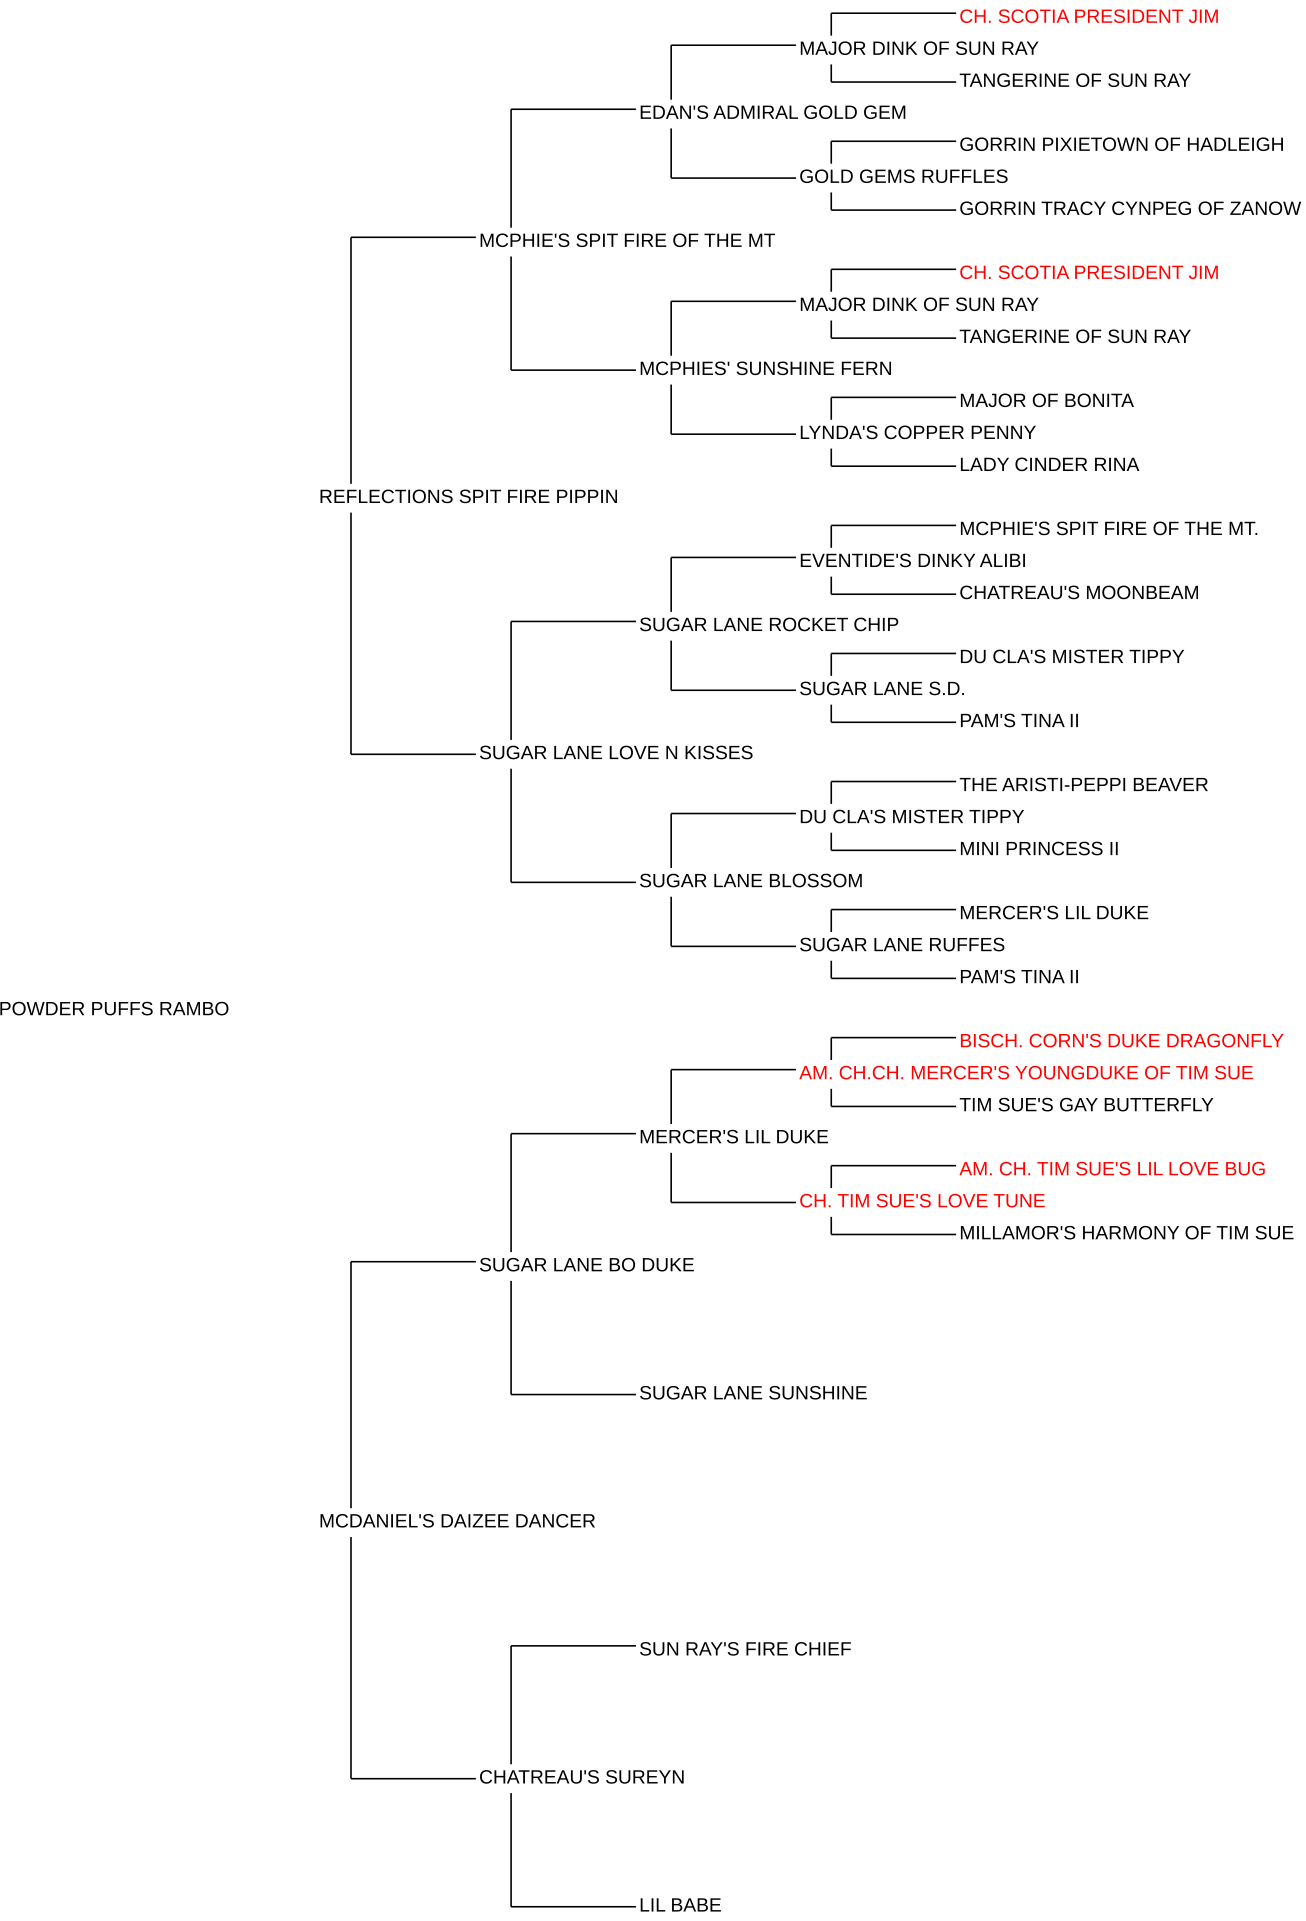 CH. SCOTIA PRESIDENT JIM
MAJOR DINK OF SUN RAY
TANGERINE OF SUN RAY
EDAN'S ADMIRAL GOLD GEM
GORRIN PIXIETOWN OF HADLEIGH
GOLD GEMS RUFFLES
GORRIN TRACY CYNPEG OF ZANOW
MCPHIE'S SPIT FIRE OF THE MT
CH. SCOTIA PRESIDENT JIM
MAJOR DINK OF SUN RAY
TANGERINE OF SUN RAY
MCPHIES' SUNSHINE FERN
MAJOR OF BONITA
LYNDA'S COPPER PENNY
LADY CINDER RINA
REFLECTIONS SPIT FIRE PIPPIN
MCPHIE'S SPIT FIRE OF THE MT.
EVENTIDE'S DINKY ALIBI
CHATREAU'S MOONBEAM
SUGAR LANE ROCKET CHIP
DU CLA'S MISTER TIPPY
SUGAR LANE S.D.
PAM'S TINA II
SUGAR LANE LOVE N KISSES
THE ARISTI-PEPPI BEAVER
DU CLA'S MISTER TIPPY
MINI PRINCESS II
SUGAR LANE BLOSSOM
MERCER'S LIL DUKE
SUGAR LANE RUFFES
PAM'S TINA II
POWDER PUFFS RAMBO
BISCH. CORN'S DUKE DRAGONFLY
AM. CH.CH. MERCER'S YOUNGDUKE OF TIM SUE
TIM SUE'S GAY BUTTERFLY
MERCER'S LIL DUKE
AM. CH. TIM SUE'S LIL LOVE BUG
CH. TIM SUE'S LOVE TUNE
MILLAMOR'S HARMONY OF TIM SUE
SUGAR LANE BO DUKE
SUGAR LANE SUNSHINE
MCDANIEL'S DAIZEE DANCER
SUN RAY'S FIRE CHIEF
CHATREAU'S SUREYN
LIL BABE